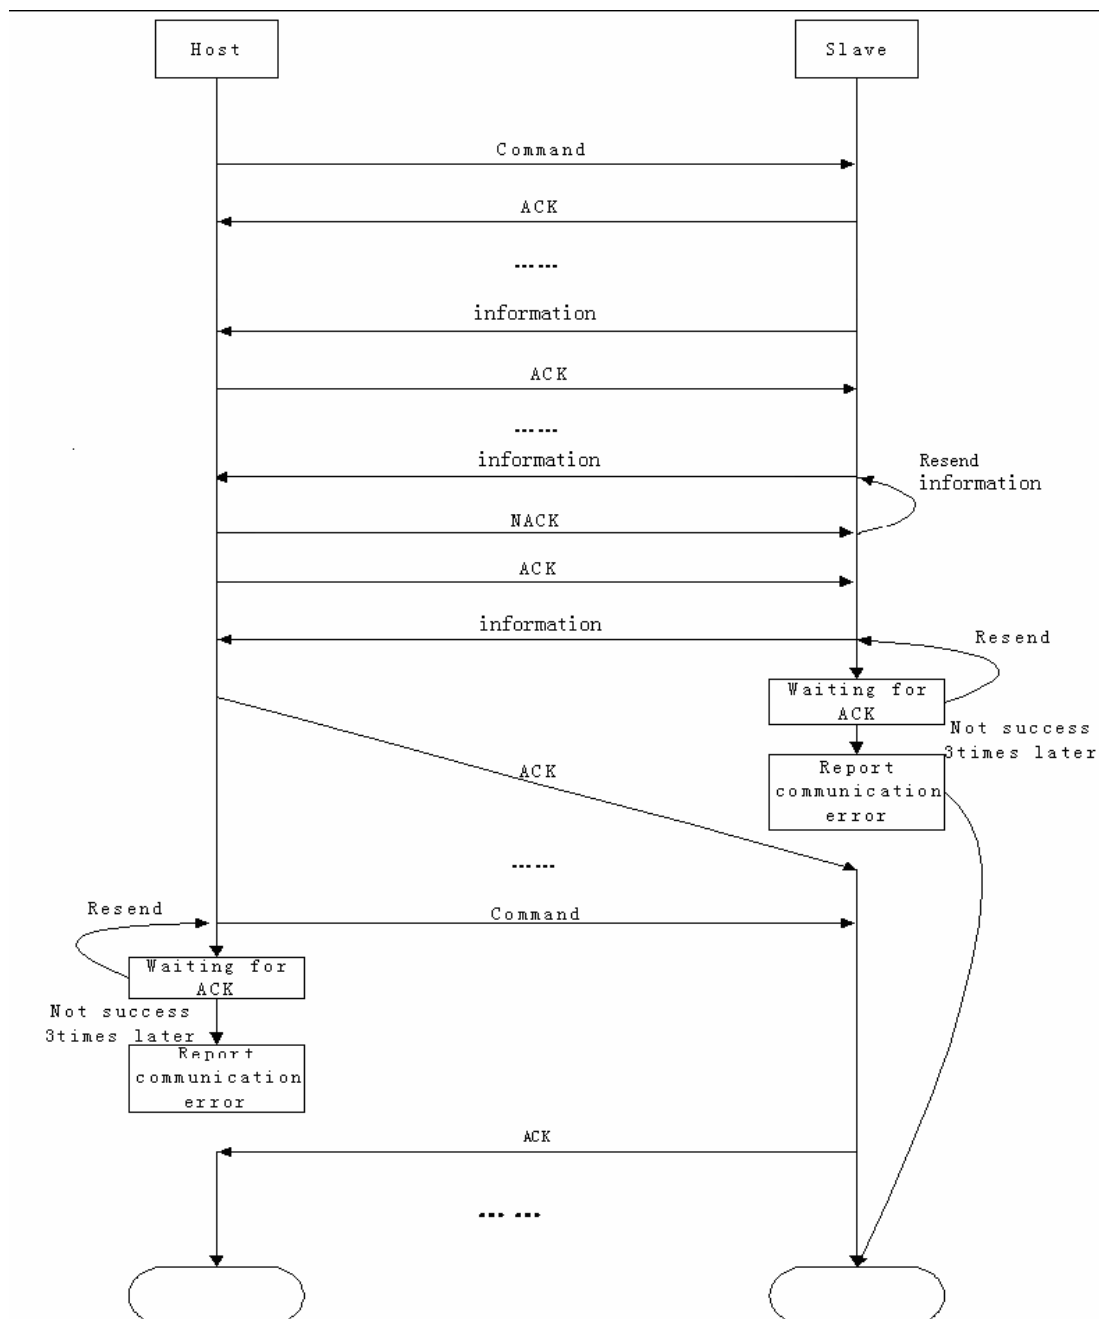 Host
Slave
Command
ACK
......
information
ACK
......
information
Resend
information
NACK
ACK
information
Resend
Waiting for
ACK
Not success
3times later
Report
communication
error
ACK
......
Resend
Command
Waiting for
ACK
Not success
3times later
Report
communication
error
ACK
... ...